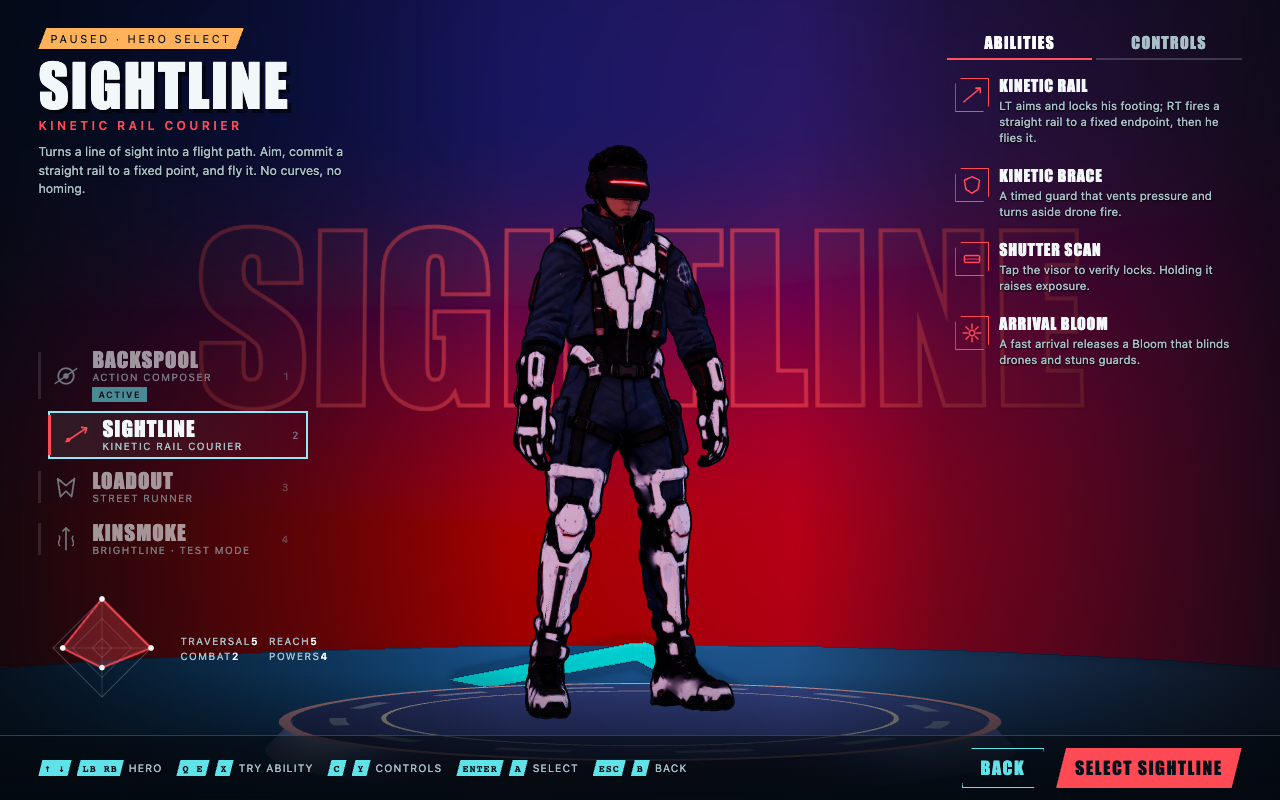 PAUSED · HERO SELECT
SIGHTLINE
KINETIC RAIL COURIER
Turns a line of sight into a flight path. Aim, commit a
straight rail to a fixed point, and fly it. No curves, no
homing.
SIGHTLINE
BACKSPOOL
ACTION COMPOSER
1
ACTIVE
SIGHTLINE
KINETIC RAIL COURIER
2
LOADOUT
STREET RUNNER
3
KINSMOKE
BRIGHTLINE · TEST MODE
4
TRAVERSAL5 REACH5
COMBAT2 POWERS4
ABILITIES CONTROLS
KINETIC RAIL
LT aims and locks his footing; RT fires a
straight rail to a fixed endpoint, then he
flies it.
KINETIC BRACE
A timed guard that vents pressure and
turns aside drone fire.
SHUTTER SCAN
Tap the visor to verify locks. Holding it
raises exposure.
ARRIVAL BLOOM
A fast arrival releases a Bloom that blinds
drones and stuns guards.
↑ ↓ LB RB HERO Q E X TRY ABILITY C Y CONTROLS ENTER A SELECT ESC B BACK
BACK SELECT SIGHTLINE